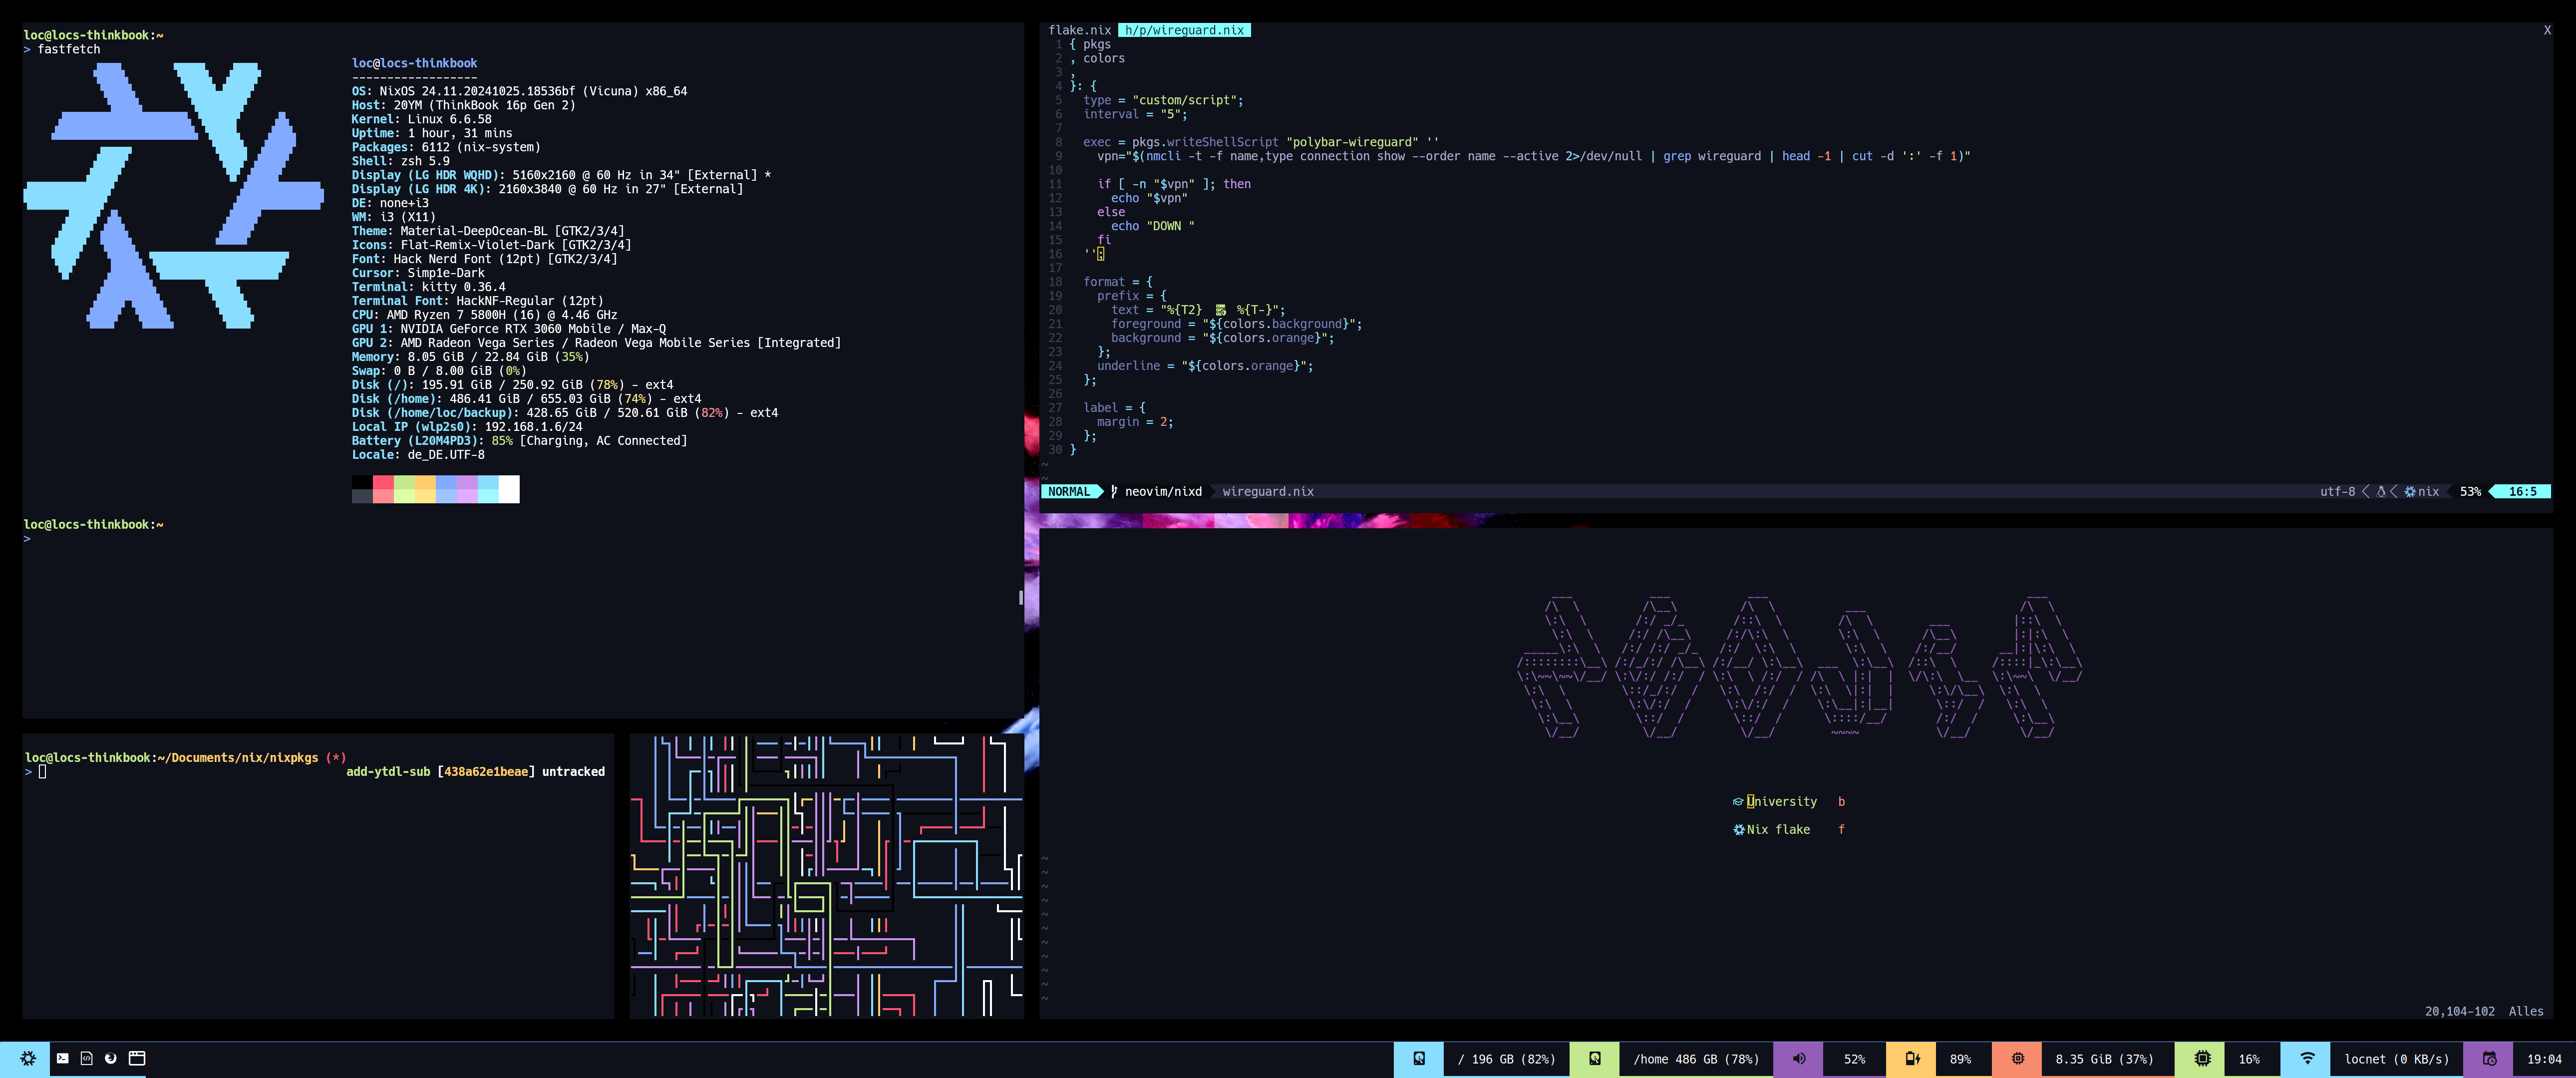 loc@locs-thinkbook:~
> fastfetch
loc@locs-thinkbook
------------------
OS: NixOS 24.11.20241025.18536bf (Vicuna) x86_64
Host: 20YM (ThinkBook 16p Gen 2)
Kernel: Linux 6.6.58
Uptime: 1 hour, 31 mins
Packages: 6112 (nix-system)
Shell: zsh 5.9
Display (LG HDR WQHD): 5160x2160 @ 60 Hz in 34" [External] *
Display (LG HDR 4K): 2160x3840 @ 60 Hz in 27" [External]
DE: none+i3
WM: i3 (X11)
Theme: Material-DeepOcean-BL [GTK2/3/4]
Icons: Flat-Remix-Violet-Dark [GTK2/3/4]
Font: Hack Nerd Font (12pt) [GTK2/3/4]
Cursor: Simp1e-Dark
Terminal: kitty 0.36.4
Terminal Font: HackNF-Regular (12pt)
CPU: AMD Ryzen 7 5800H (16) @ 4.46 GHz
GPU 1: NVIDIA GeForce RTX 3060 Mobile / Max-Q
GPU 2: AMD Radeon Vega Series / Radeon Vega Mobile Series [Integrated]
Memory: 8.05 GiB / 22.84 GiB (35%)
Swap: 0 B / 8.00 GiB (0%)
Disk (/): 195.91 GiB / 250.92 GiB (78%) - ext4
Disk (/home): 486.41 GiB / 655.03 GiB (74%) - ext4
Disk (/home/loc/backup): 428.65 GiB / 520.61 GiB (82%) - ext4
Local IP (wlp2s0): 192.168.1.6/24
Battery (L20M4PD3): 85% [Charging, AC Connected]
Locale: de_DE.UTF-8
loc@locs-thinkbook:~
>
loc@locs-thinkbook:~/Documents/nix/nixpkgs (*)
> add-ytdl-sub [438a62e1beae] untracked
flake.nix h/p/wireguard.nix X
1 { pkgs
2 , colors
3 ,
4 }: {
5 type = "custom/script";
6 interval = "5";
7
8 exec = pkgs.writeShellScript "polybar-wireguard" ''
9 vpn="$(nmcli -t -f name,type connection show --order name --active 2>/dev/null | grep wireguard | head -1 | cut -d ':' -f 1)"
10
11 if [ -n "$vpn" ]; then
12 echo "$vpn"
13 else
14 echo "DOWN "
15 fi
16 '';
17
18 format = {
19 prefix = {
20 text = "%{T2} %{T-}";
21 foreground = "${colors.background}";
22 background = "${colors.orange}";
23 };
24 underline = "${colors.orange}";
25 };
26
27 label = {
28 margin = 2;
29 };
30 }
~
~
NORMAL neovim/nixd wireguard.nix utf-8 nix 53% 16:5
University b
Nix flake f
~
~
~
~
~
~
~
~
~
~
~
20,104-102 Alles
/ 196 GB (82%) /home 486 GB (78%) 52% 89% 8.35 GiB (37%) 16% locnet (0 KB/s) 19:04